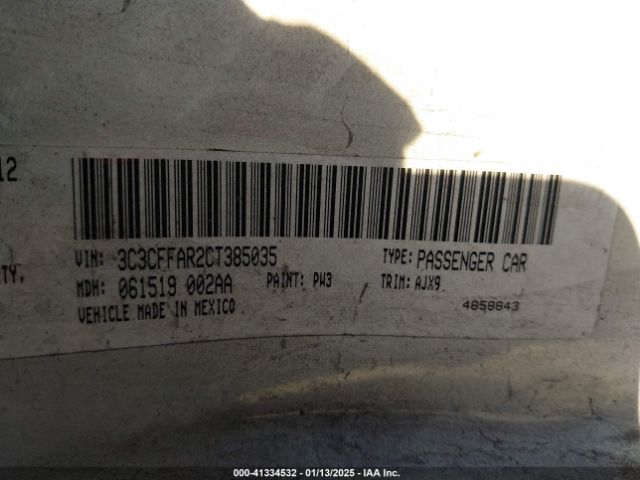 12
VIN: 3C3CFFAR2CT385035 TYPE: PASSENGER CAR
MDH: 061519 002AA PAINT: PW3 TRIM: AJX9
VEHICLE MADE IN MEXICO 4858843
000-41334532 — 01/13/2025 — IAA Inc.